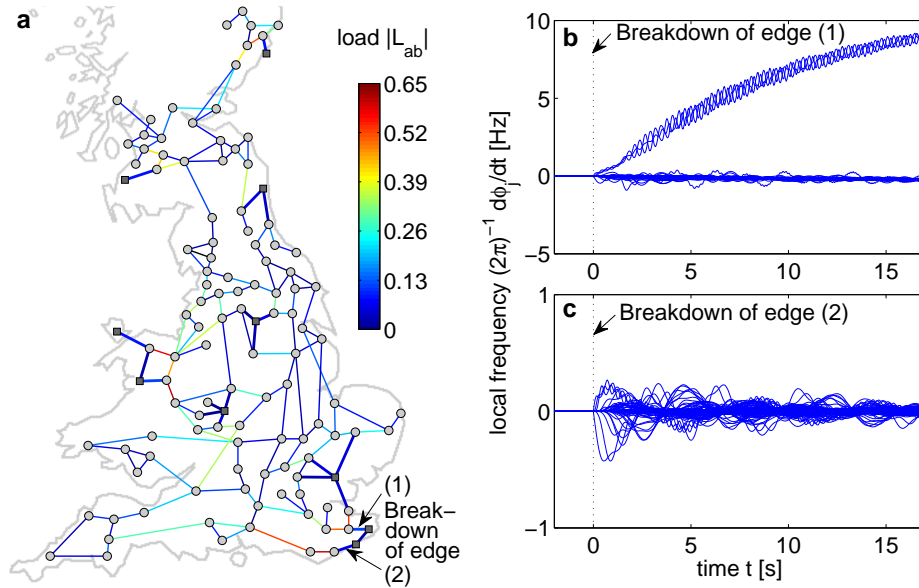 a
load |L_ab|
0.65
0.52
0.39
0.26
0.13
0
(1)
Break–
down
of edge
(2)
b
Breakdown of edge (1)
10
5
0
−5
0
5
10
15
local frequency (2π)⁻¹ dϕ_j/dt [Hz]
c
Breakdown of edge (2)
1
0
−1
0
5
10
15
time t [s]